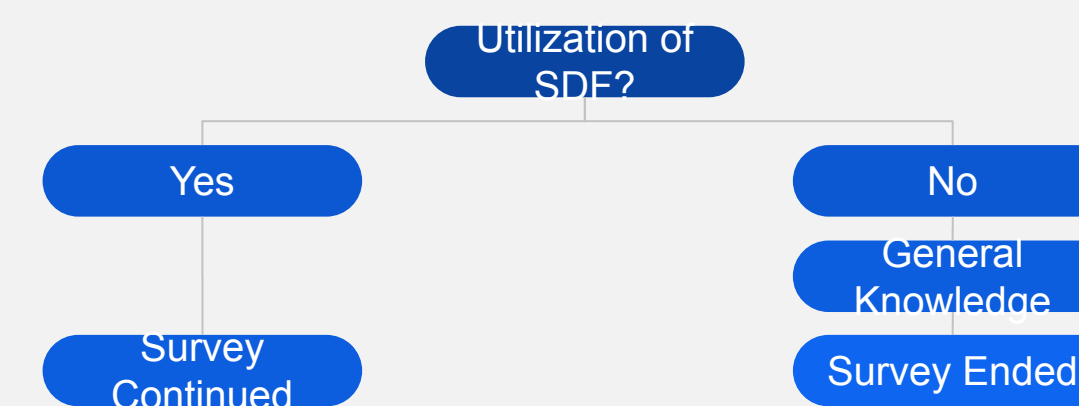 Utilization of
SDF?
Yes
No
General
Knowledge
Survey
Continued
Survey Ended